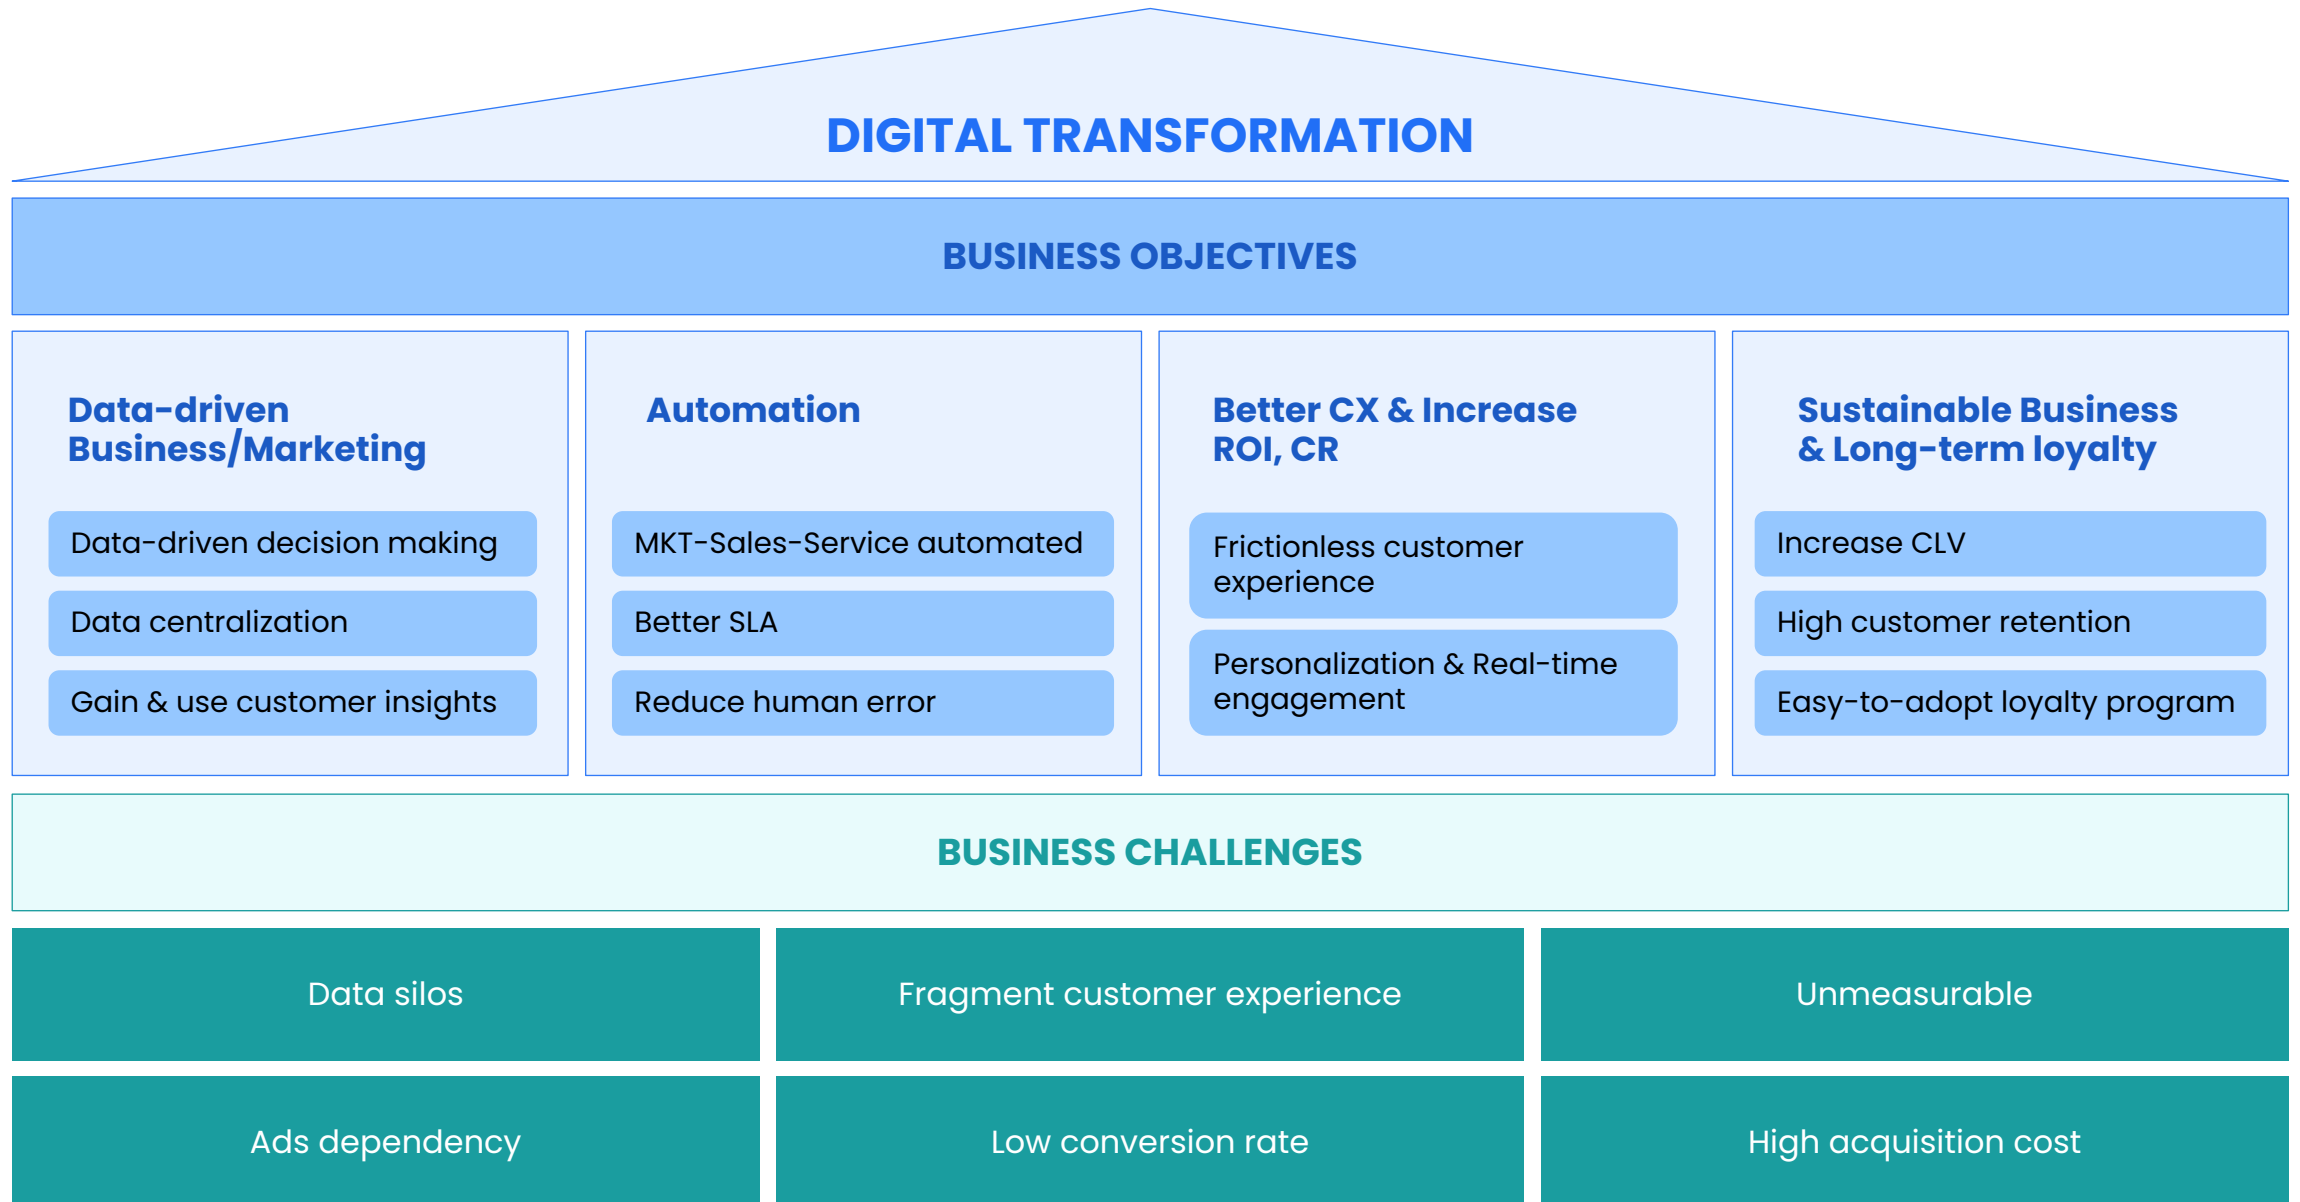 DIGITAL TRANSFORMATION
BUSINESS OBJECTIVES
Data-driven
Business/Marketing
Data-driven decision making
Data centralization
Gain & use customer insights
Automation
MKT-Sales-Service automated
Better SLA
Reduce human error
Better CX & Increase
ROI, CR
Frictionless customer
experience
Personalization & Real-time
engagement
Sustainable Business
& Long-term loyalty
Increase CLV
High customer retention
Easy-to-adopt loyalty program
BUSINESS CHALLENGES
Data silos
Fragment customer experience
Unmeasurable
Ads dependency
Low conversion rate
High acquisition cost